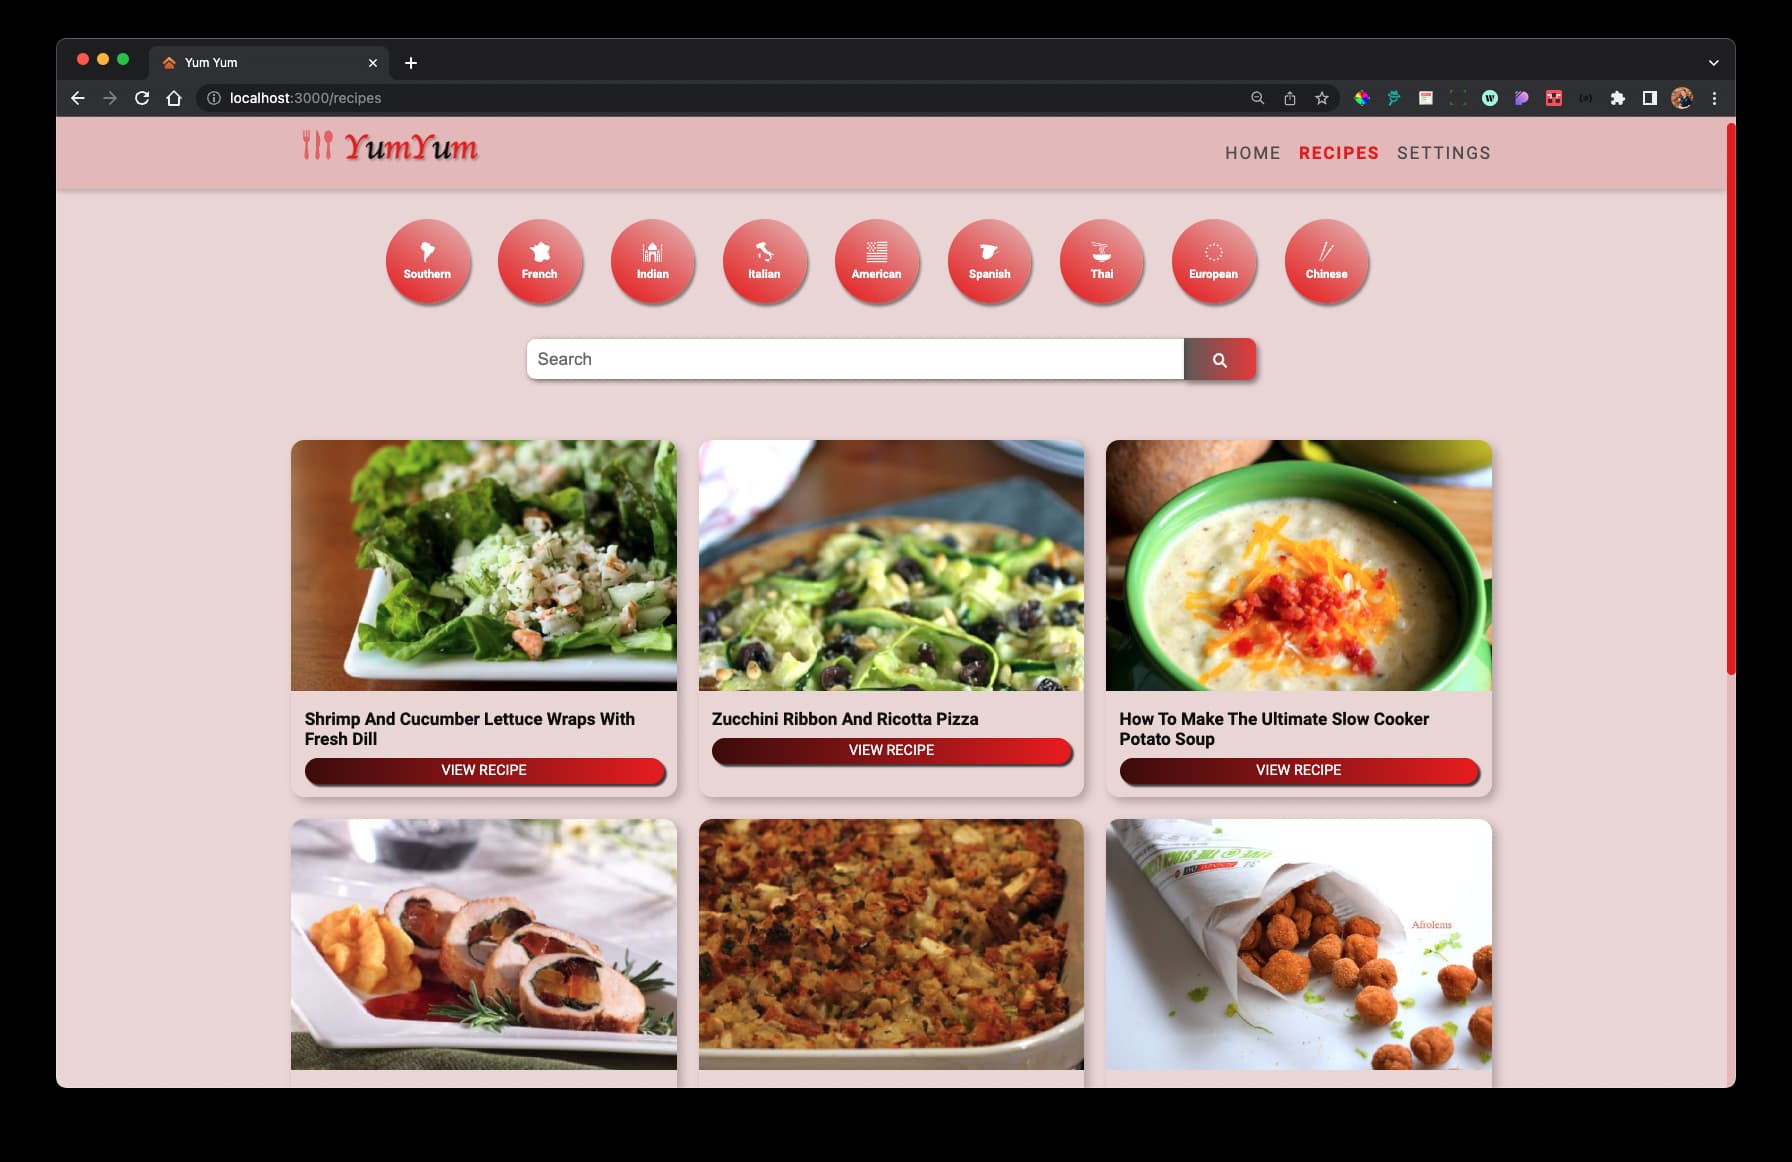 Yum Yum
localhost:3000/recipes
YumYum
HOME RECIPES SETTINGS
Southern French Indian Italian American Spanish Thai European Chinese
Search
Shrimp And Cucumber Lettuce Wraps With
Fresh Dill
VIEW RECIPE
Zucchini Ribbon And Ricotta Pizza
VIEW RECIPE
How To Make The Ultimate Slow Cooker
Potato Soup
VIEW RECIPE
Afrolems